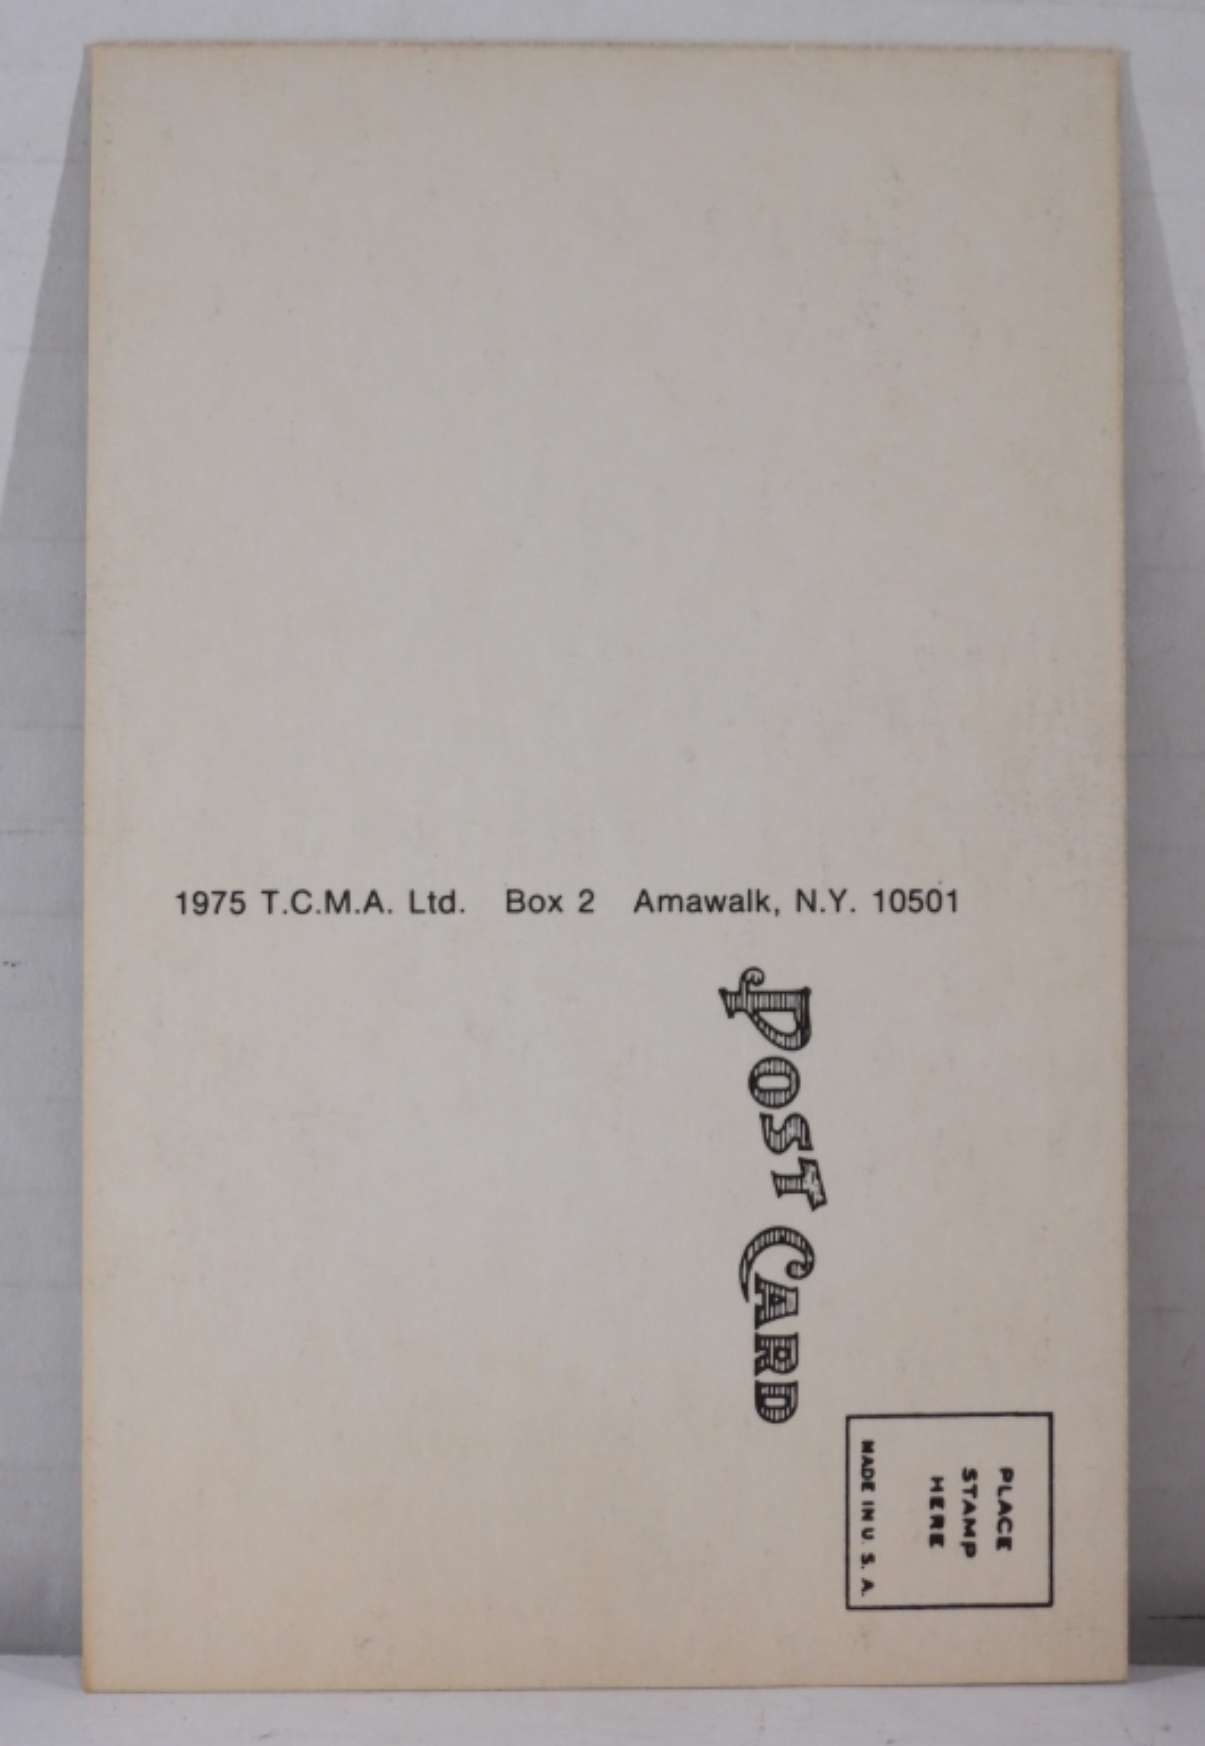 1975 T.C.M.A. Ltd. Box 2 Amawalk, N.Y. 10501
POST CARD
PLACE
STAMP
HERE
MADE IN U. S. A.